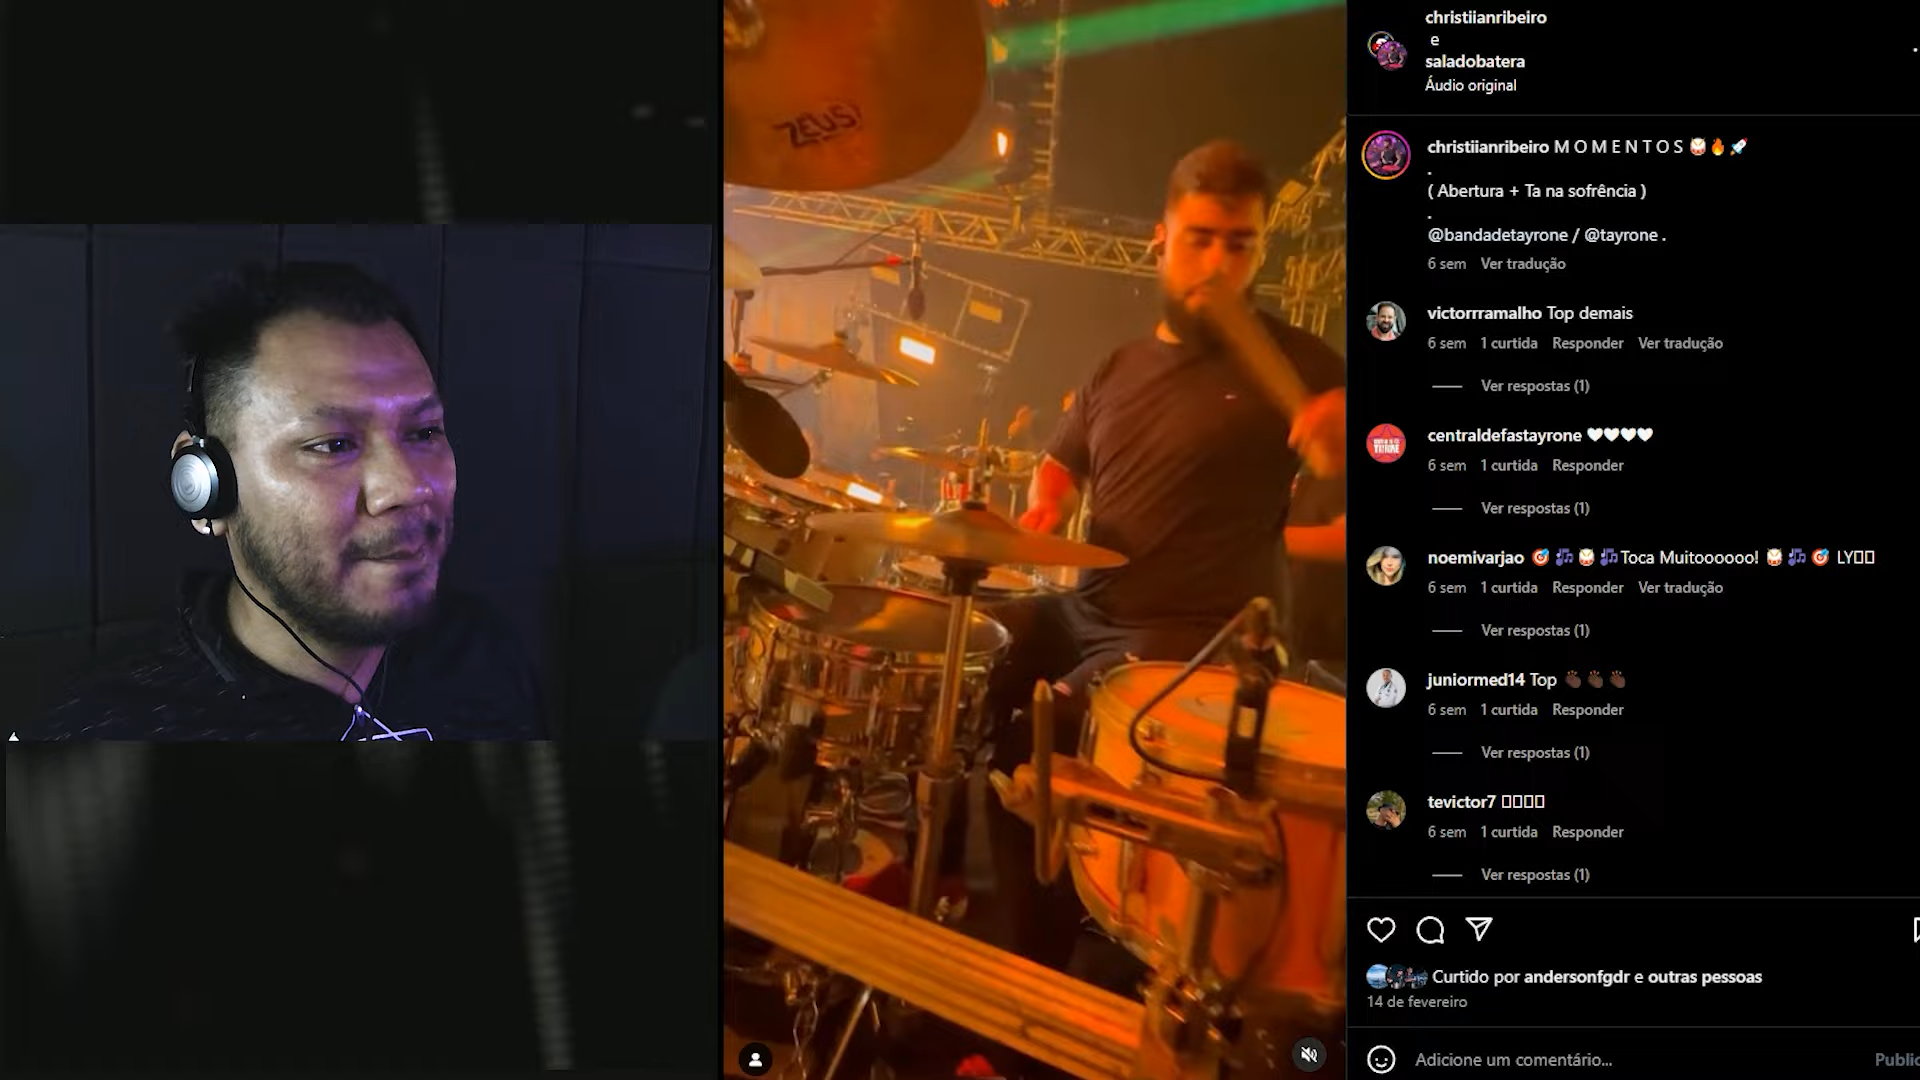 ZEUS
christiianribeiro
e
saladobatera
Áudio original
christiianribeiro M O M E N T O S 🥁🔥🚀
.
( Abertura + Ta na sofrência )
.
@bandadetayrone / @tayrone .
6 sem Ver tradução
victorrramalho Top demais
6 sem 1 curtida Responder Ver tradução
Ver respostas (1)
centraldefastayrone 🤍🤍🤍🤍
6 sem 1 curtida Responder
Ver respostas (1)
noemivarjao 🎯🎶🥁🎶Toca Muitoooooo! 🥁🎶🎯 LY
6 sem 1 curtida Responder Ver tradução
Ver respostas (1)
juniormed14 Top 👏🏿👏🏿👏🏿
6 sem 1 curtida Responder
Ver respostas (1)
tevictor7
6 sem 1 curtida Responder
Ver respostas (1)
Curtido por andersonfgdr e outras pessoas
14 de fevereiro
Adicione um comentário...
Public